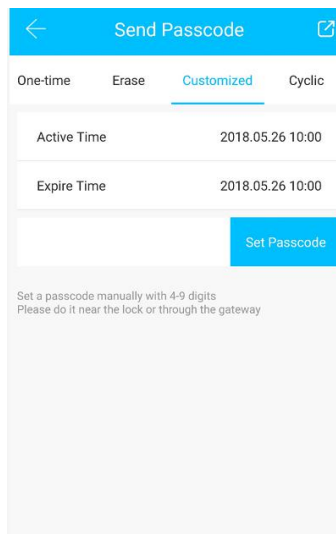 Send Passcode
One-time Erase Customized Cyclic
Active Time 2018.05.26 10:00
Expire Time 2018.05.26 10:00
Set Passcode
Set a passcode manually with 4-9 digits
Please do it near the lock or through the gateway